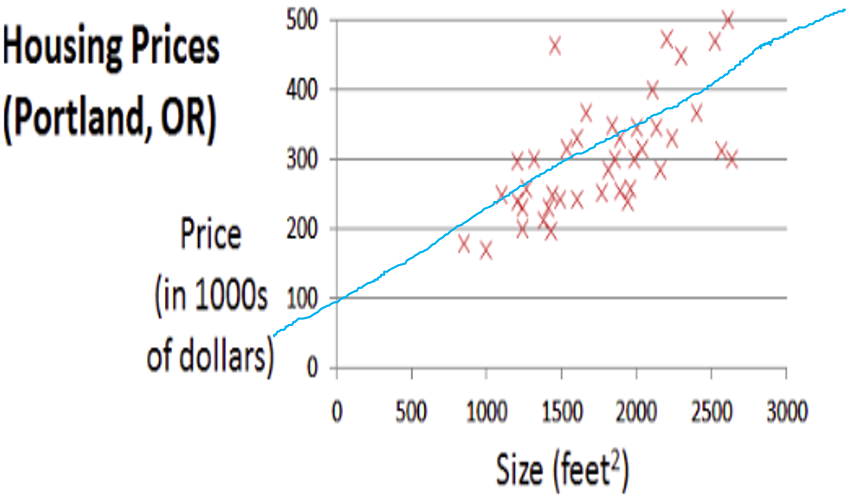 Housing Prices
(Portland, OR)
Price
(in 1000s
of dollars)
500
400
300
200
100
0
0 500 1000 1500 2000 2500 3000
Size (feet²)